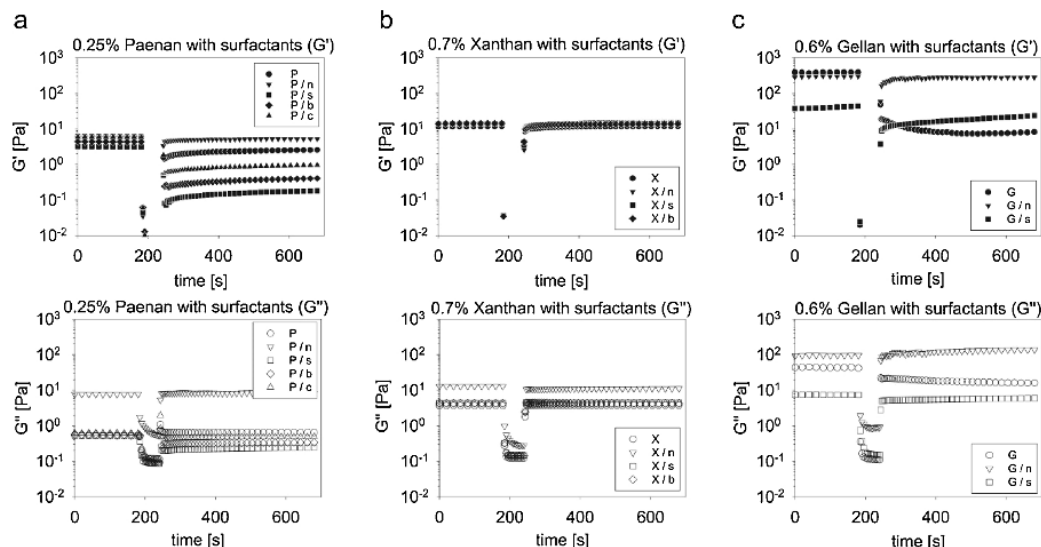 a
0.25% Paenan with surfactants (G')
10³
10²
10¹
10⁰
10⁻¹
10⁻²
G' [Pa]
P
P / n
P / s
P / b
P / c
0 200 400 600
time [s]
b
0.7% Xanthan with surfactants (G')
10³
10²
10¹
10⁰
10⁻¹
10⁻²
G' [Pa]
X
X / n
X / s
X / b
0 200 400 600
time [s]
c
0.6% Gellan with surfactants (G')
10³
10²
10¹
10⁰
10⁻¹
10⁻²
G' [Pa]
G
G / n
G / s
0 200 400 600
time [s]
0.25% Paenan with surfactants (G'')
10³
10²
10¹
10⁰
10⁻¹
10⁻²
G'' [Pa]
P
P / n
P / s
P / b
P / c
0 200 400 600
time [s]
0.7% Xanthan with surfactants (G'')
10³
10²
10¹
10⁰
10⁻¹
10⁻²
G'' [Pa]
X
X / n
X / s
X / b
0 200 400 600
time [s]
0.6% Gellan with surfactants (G'')
10³
10²
10¹
10⁰
10⁻¹
10⁻²
G'' [Pa]
G
G / n
G / s
0 200 400 600
time [s]